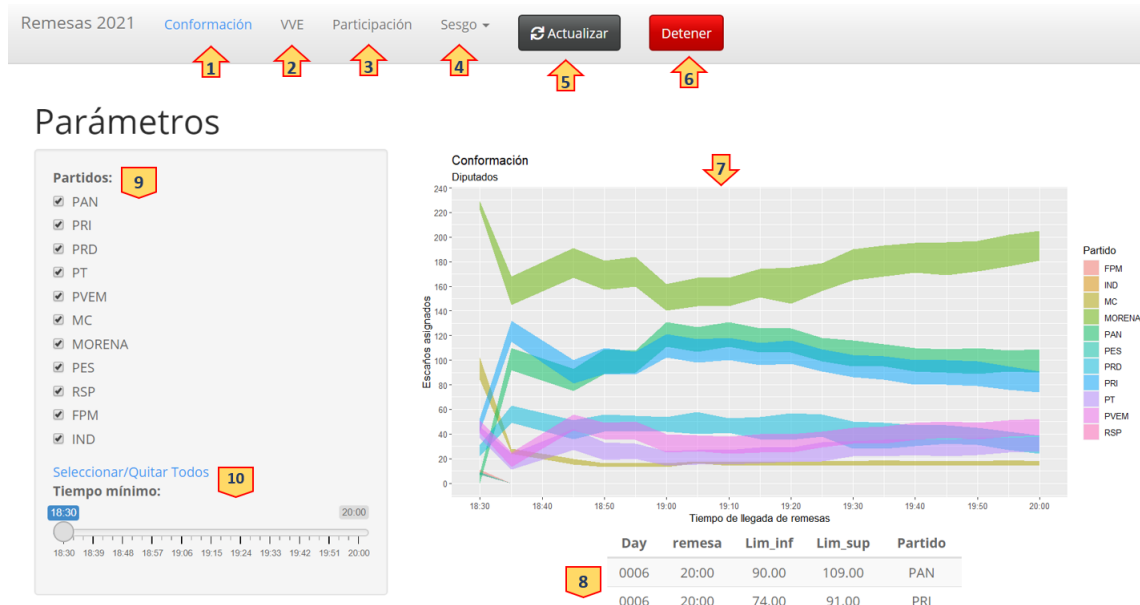 Remesas 2021 Conformación VVE Participación Sesgo Actualizar Detener
1 2 3 4 5 6
Parámetros
Partidos:
9
PAN
PRI
PRD
PT
PVEM
MC
MORENA
PES
RSP
FPM
IND
Seleccionar/Quitar Todos
10
Tiempo mínimo:
18:30 20:00
18:30 18:39 18:48 18:57 19:06 19:15 19:24 19:33 19:42 19:51 20:00
Conformación
Diputados
7
Escaños asignados
240
220
200
180
160
140
120
100
80
60
40
20
0
18:30 18:40 18:50 19:00 19:10 19:20 19:30 19:40 19:50 20:00
Tiempo de llegada de remesas
Partido
FPM
IND
MC
MORENA
PAN
PES
PRD
PRI
PT
PVEM
RSP
8
Day remesa Lim_inf Lim_sup Partido
0006 20:00 90.00 109.00 PAN
0006 20:00 74.00 91.00 PRI